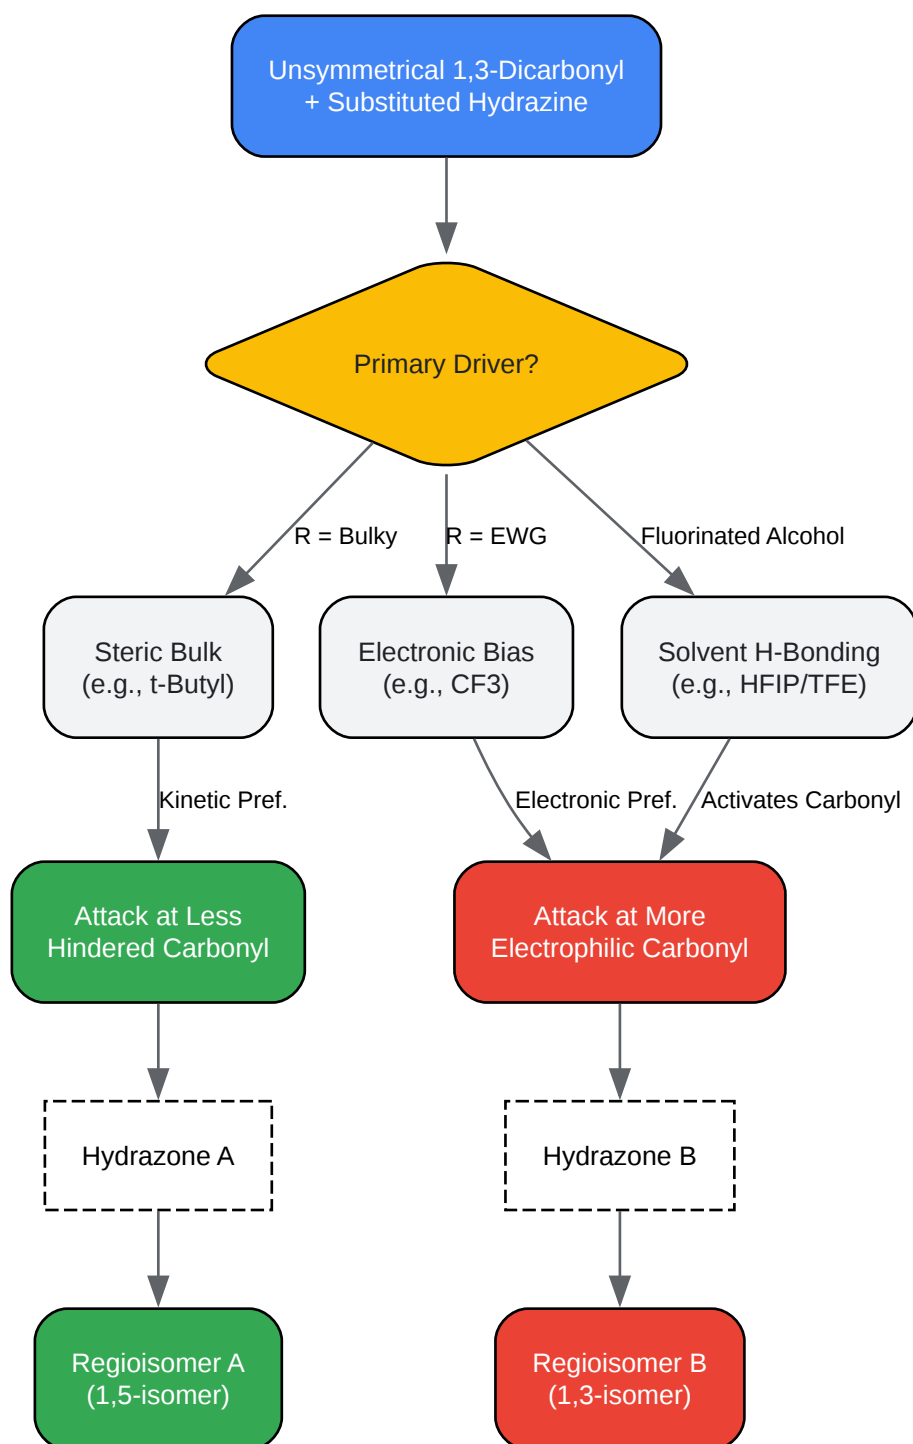 Unsymmetrical 1,3-Dicarbonyl
+ Substituted Hydrazine
Primary Driver?
R = Bulky
R = EWG
Fluorinated Alcohol
Steric Bulk
(e.g., t-Butyl)
Electronic Bias
(e.g., CF3)
Solvent H-Bonding
(e.g., HFIP/TFE)
Kinetic Pref.
Electronic Pref.
Activates Carbonyl
Attack at Less
Hindered Carbonyl
Attack at More
Electrophilic Carbonyl
Hydrazone A
Hydrazone B
Regioisomer A
(1,5-isomer)
Regioisomer B
(1,3-isomer)